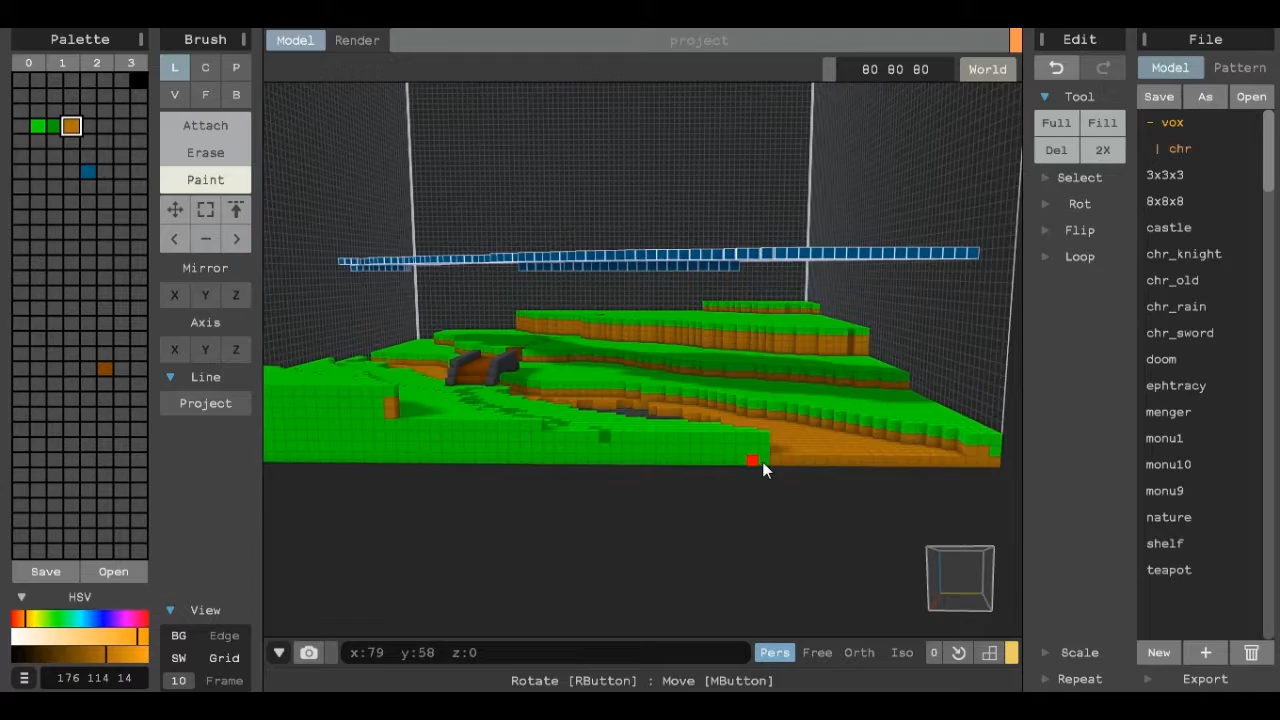 Palette
0 1 2 3
Save Open
HSV
176 114 14
Brush
L C P
V F B
Attach
Erase
Paint
< − >
Mirror
X Y Z
Axis
X Y Z
Line
Project
View
BG Edge
SW Grid
10 Frame
Model Render project
80 80 80 World
x:79 y:58 z:0 Pers Free Orth Iso 0
Rotate [RButton] : Move [MButton]
Edit
Tool
Full Fill
Del 2X
Select
Rot
Flip
Loop
Scale
Repeat
File
Model Pattern
Save As Open
- vox
| chr
3x3x3
8x8x8
castle
chr_knight
chr_old
chr_rain
chr_sword
doom
ephtracy
menger
monu1
monu10
monu9
nature
shelf
teapot
New +
Export